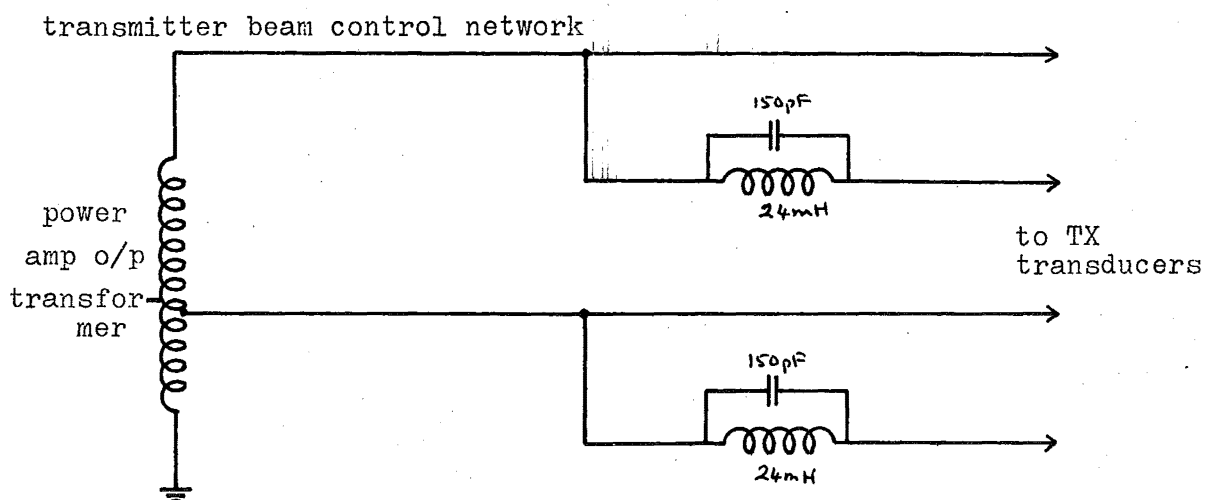 transmitter beam control network
150pF
24mH
power
amp o/p
transfor-
mer
to TX
transducers
150pF
24mH